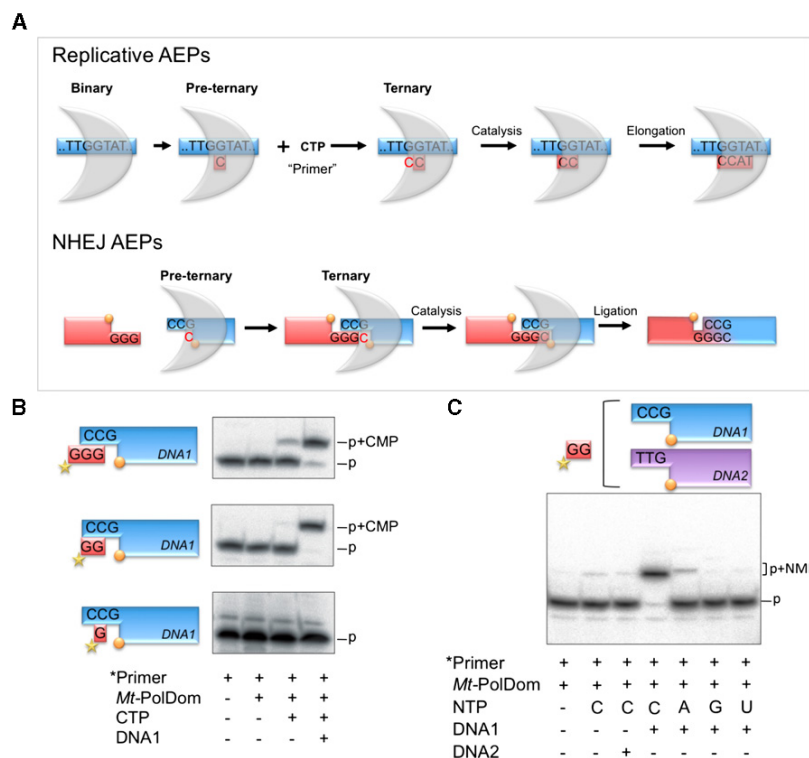 A
Replicative AEPs
Binary
Pre-ternary
Ternary
..TTGGTAT..
..TTGGTAT..
C
+ CTP
"Primer"
..TTGGTAT..
CC
Catalysis
..TTGGTAT..
CC
Elongation
..TTGGTAT..
CCAT
NHEJ AEPs
Pre-ternary
Ternary
GGG
CCG
C
CCG
GGGC
Catalysis
CCG
GGGC
Ligation
CCG
GGGC
B
CCG
GGG
DNA1
p+CMP
p
CCG
GG
DNA1
p+CMP
p
CCG
G
DNA1
p
*Primer + + + +
Mt-PolDom - + + +
CTP - - + +
DNA1 - - - +
C
GG
CCG
DNA1
TTG
DNA2
p+NM
p
*Primer + + + + + + +
Mt-PolDom + + + + + + +
NTP - C C C A G U
DNA1 - - - + + + +
DNA2 - - + - - - -